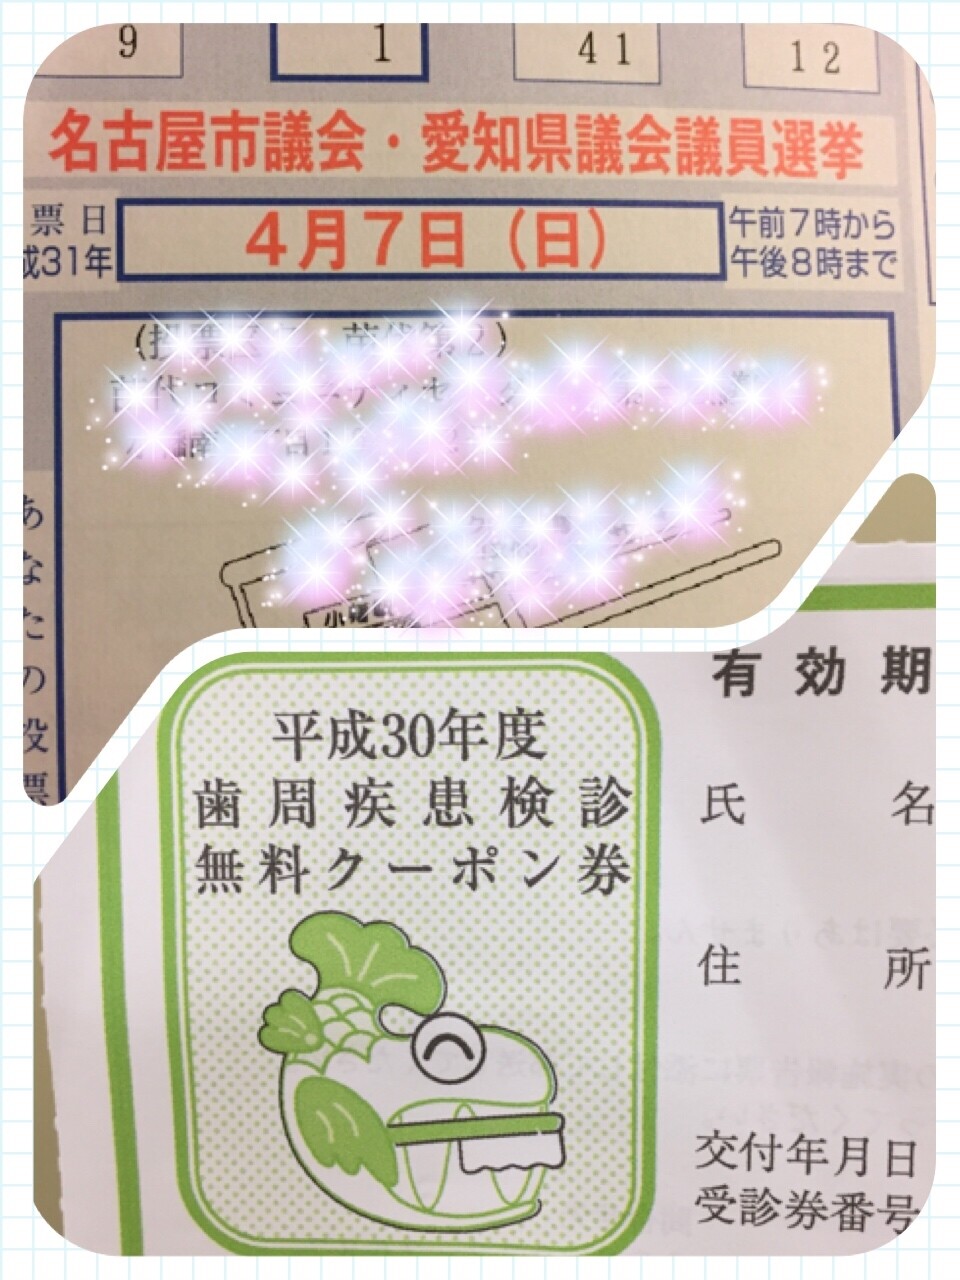 9 1 41 12
名古屋市議会・愛知県議会議員選挙
票日
成31年
4月7日(日)
午前7時から
午後8時まで
あなたの投票
平成30年度
歯周疾患検診
無料クーポン券
有効期
氏名
住所
交付年月日
受診券番号